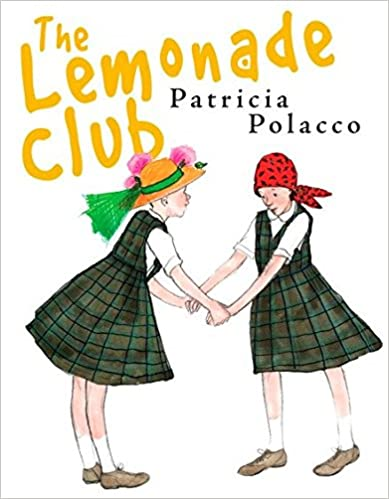 The
Lemonade
Club
Patricia
Polacco